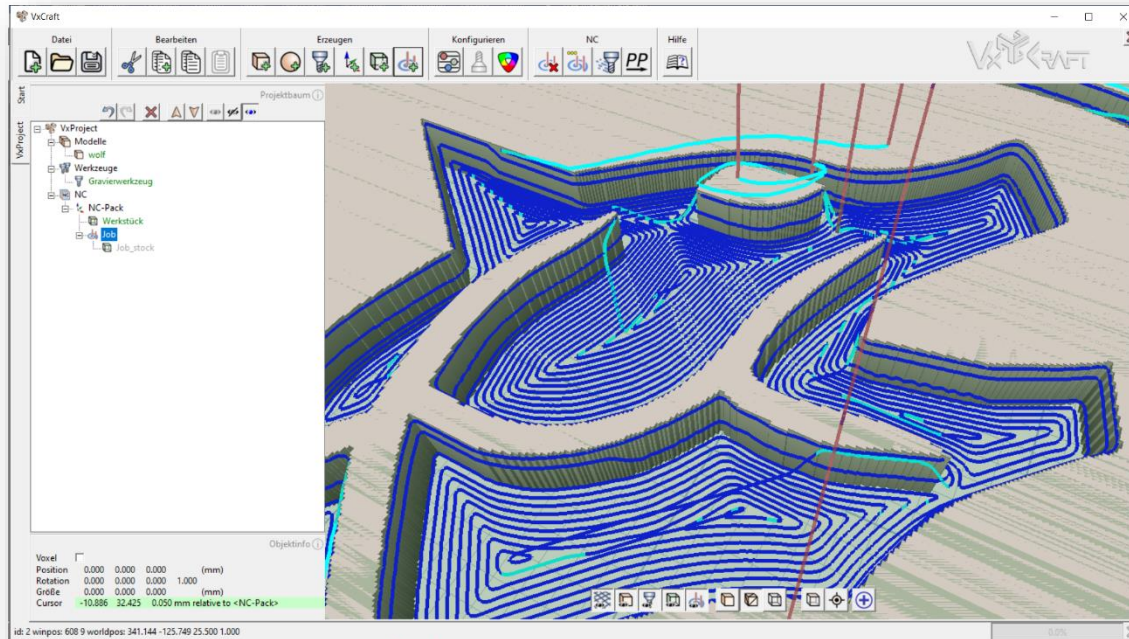 VxCraft
Datei Bearbeiten Erzeugen Konfigurieren NC Hilfe
PP
VXCRAFT
Start
VxProject
Projektbaum
VxProject
Modelle
wolf
Werkzeuge
Gravierwerkzeug
NC
NC-Pack
Werkstück
Job
Job_stock
Objektinfo
Voxel
Position 0.000 0.000 0.000 (mm)
Rotation 0.000 0.000 0.000 1.000
Größe 0.000 0.000 0.000 (mm)
Cursor -10.886 32.425 0.050 mm relative to <NC-Pack>
id: 2 winpos: 608 9 worldpos: 341.144 -125.749 25.500 1.000
0.0%